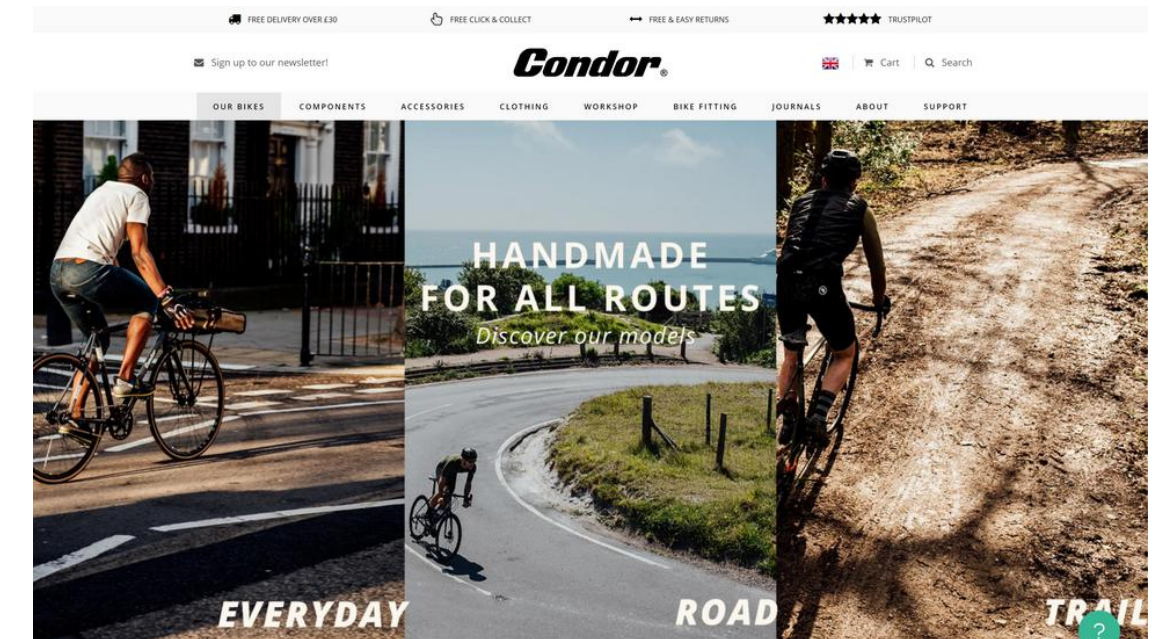 FREE DELIVERY OVER £30
FREE CLICK & COLLECT
FREE & EASY RETURNS
TRUSTPILOT
Sign up to our newsletter!
Condor®
Cart
Search
OUR BIKES
COMPONENTS
ACCESSORIES
CLOTHING
WORKSHOP
BIKE FITTING
JOURNALS
ABOUT
SUPPORT
HANDMADE
FOR ALL ROUTES
Discover our models
EVERYDAY
ROAD
TRAIL
?